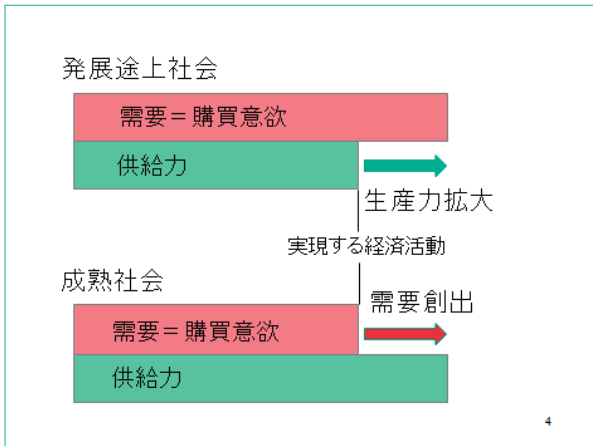 発展途上社会
需要＝購買意欲
供給力
生産力拡大
実現する経済活動
成熟社会
需要創出
需要＝購買意欲
供給力
4